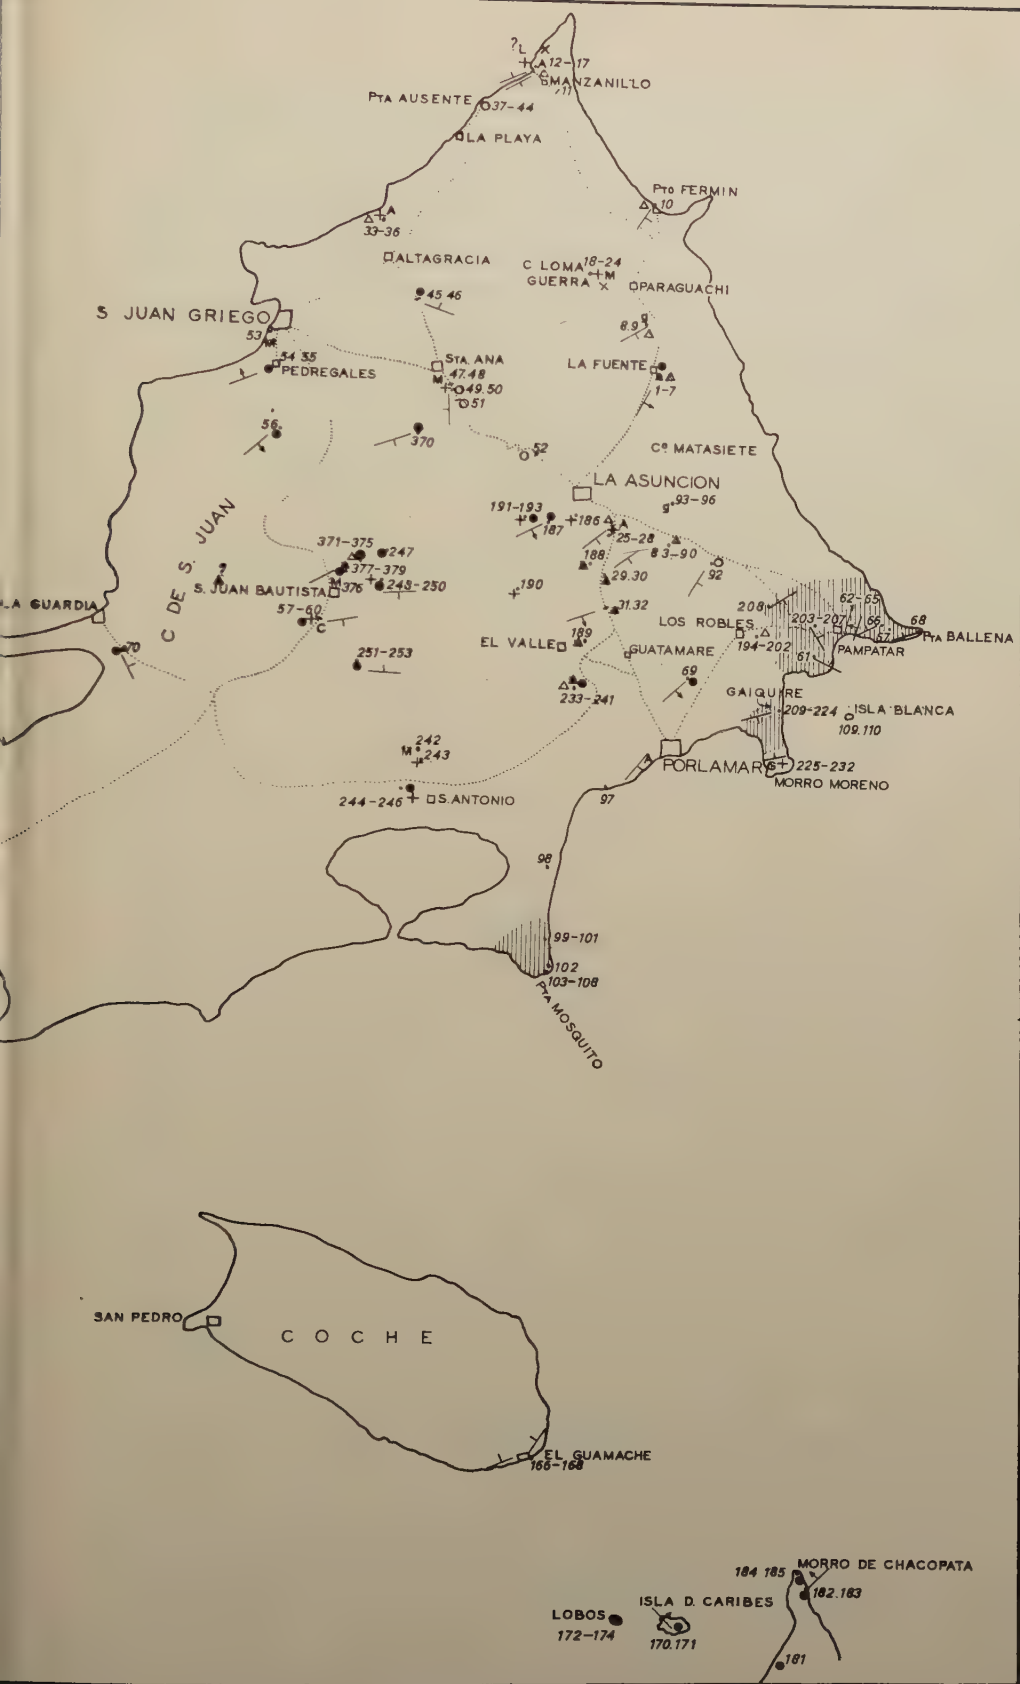 ?L X
A 12-17
MANZANILLO
11
PTA AUSENTE
37-44
LA PLAYA
PTO FERMIN
10
A
33-36
ALTAGRACIA
C LOMA 18-24
M
GUERRA X
PARAGUACHI
45 46
S JUAN GRIEGO
g
8.9
53
M
54 55
PEDREGALES
STA. ANA
47.48
M
49.50
51
LA FUENTE
1-7
56
370
52
Cº MATASIETE
LA ASUNCION
93-96
g
191-193
187
186
A
25-28
83-90
C DE S. JUAN
371-375
247
377-379
188
92
?
M
S. JUAN BAUTISTA
376
248-250
29.30
190
LA GUARDIA
57-60
C
31.32
208
62-65
LOS ROBLES
203-207
66
68
67
PTA BALLENA
70
EL VALLE
189
GUATAMARE
194-202
PAMPATAR
61
251-253
69
233-241
GAIQUIRE
209-224
ISLA BLANCA
109.110
242
M
243
A
PORLAMAR
S
225-232
MORRO MORENO
244-246
S. ANTONIO
97
98
99-101
102
103-108
PTA MOSQUITO
SAN PEDRO
COCHE
EL GUAMACHE
166-168
MORRO DE CHACOPATA
184 185
182.183
ISLA D. CARIBES
LOBOS
172-174
170.171
181